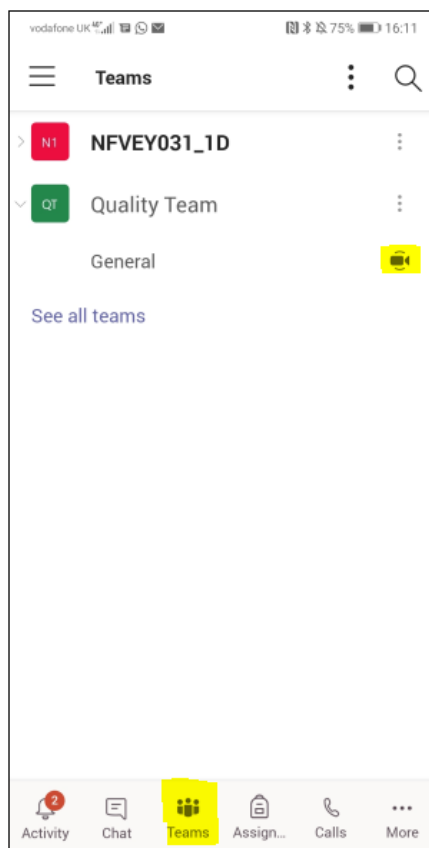 vodafone UK 75% 16:11
Teams
N1 NFVEY031_1D
QT Quality Team
General
See all teams
2
Activity Chat Teams Assign... Calls More